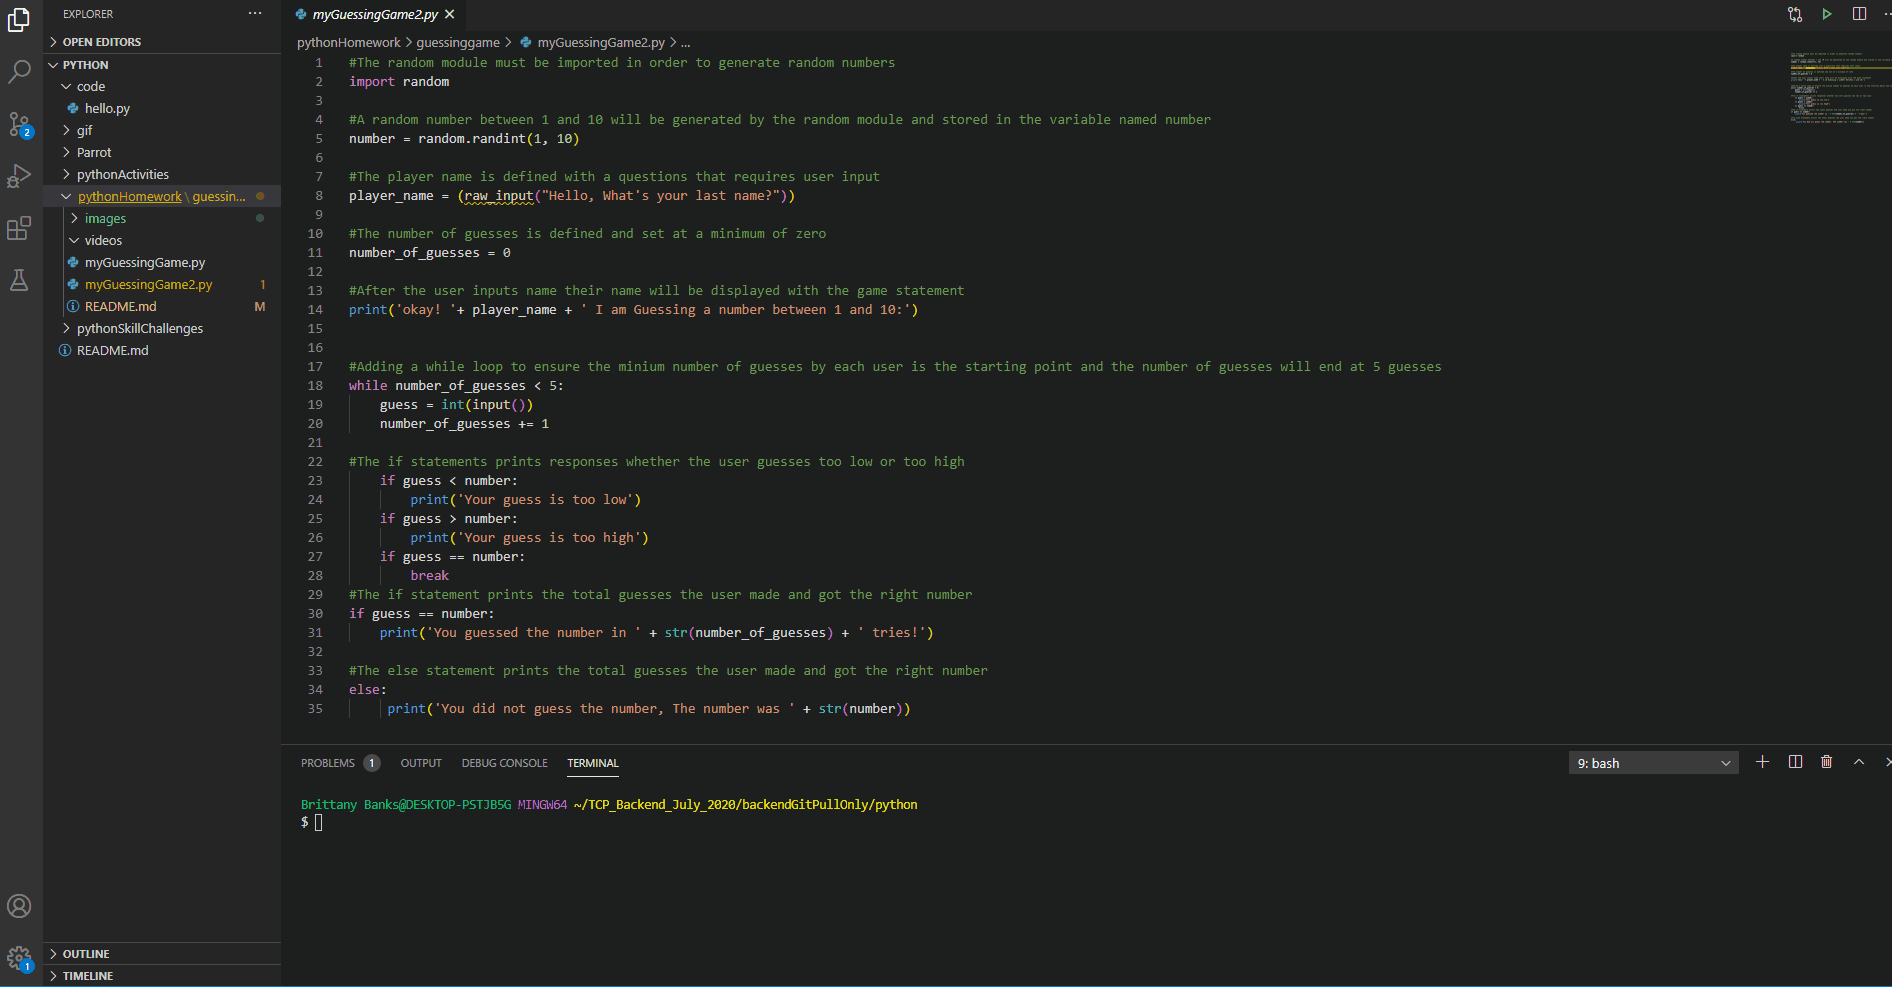 EXPLORER ...
OPEN EDITORS
PYTHON
code
hello.py
gif
Parrot
pythonActivities
pythonHomework \ guessin...
images
videos
myGuessingGame.py
myGuessingGame2.py 1
README.md M
pythonSkillChallenges
README.md
OUTLINE
TIMELINE
2
1
myGuessingGame2.py
pythonHomework > guessinggame > myGuessingGame2.py > ...
1 #The random module must be imported in order to generate random numbers
2 import random
3
4 #A random number between 1 and 10 will be generated by the random module and stored in the variable named number
5 number = random.randint(1, 10)
6
7 #The player name is defined with a questions that requires user input
8 player_name = (raw_input("Hello, What's your last name?"))
9
10 #The number of guesses is defined and set at a minimum of zero
11 number_of_guesses = 0
12
13 #After the user inputs name their name will be displayed with the game statement
14 print('okay! '+ player_name + ' I am Guessing a number between 1 and 10:')
15
16
17 #Adding a while loop to ensure the minium number of guesses by each user is the starting point and the number of guesses will end at 5 guesses
18 while number_of_guesses < 5:
19     guess = int(input())
20     number_of_guesses += 1
21
22 #The if statements prints responses whether the user guesses too low or too high
23     if guess < number:
24         print('Your guess is too low')
25     if guess > number:
26         print('Your guess is too high')
27     if guess == number:
28         break
29 #The if statement prints the total guesses the user made and got the right number
30 if guess == number:
31     print('You guessed the number in ' + str(number_of_guesses) + ' tries!')
32
33 #The else statement prints the total guesses the user made and got the right number
34 else:
35      print('You did not guess the number, The number was ' + str(number))
PROBLEMS 1 OUTPUT DEBUG CONSOLE TERMINAL 9: bash
Brittany Banks@DESKTOP-PSTJB5G MINGW64 ~/TCP_Backend_July_2020/backendGitPullOnly/python
$